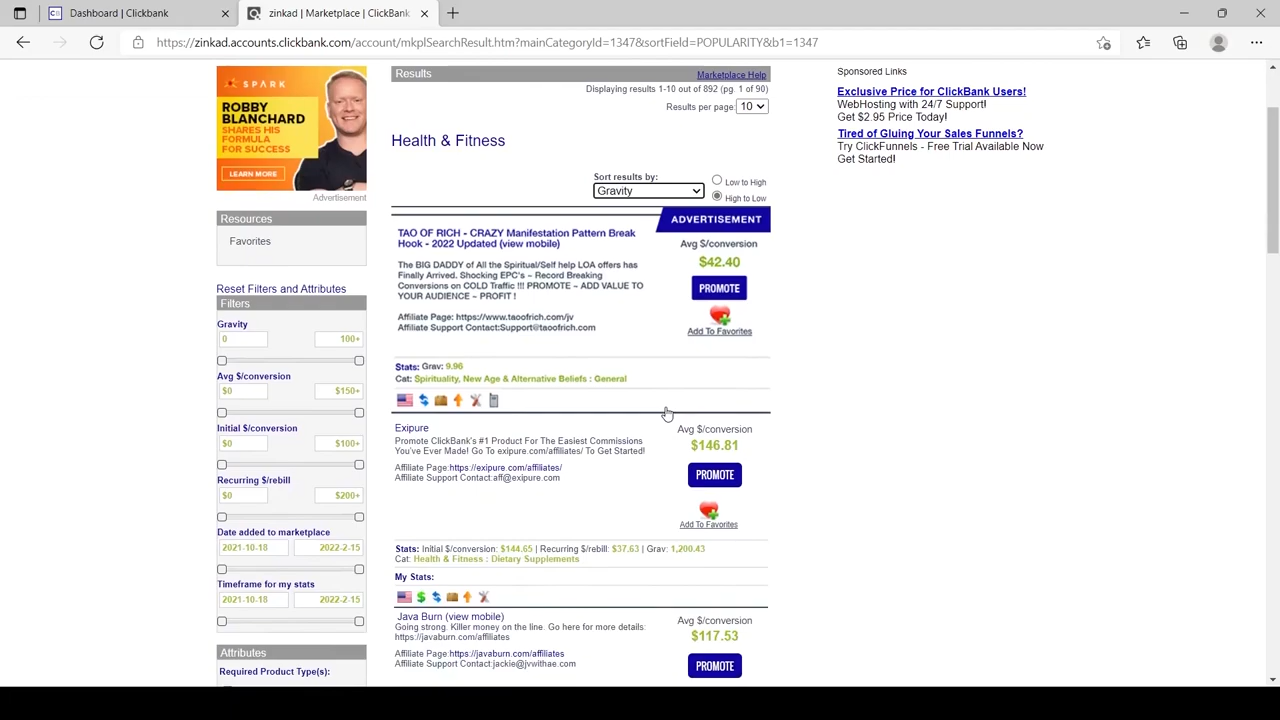 Dashboard | Clickbank
zinkad | Marketplace | ClickBank
https://zinkad.accounts.clickbank.com/account/mkplSearchResult.htm?mainCategoryId=1347&sortField=POPULARITY&b1=1347
SPARK
ROBBY
BLANCHARD
SHARES HIS
FORMULA
FOR SUCCESS
LEARN MORE
Advertisement
Resources
Favorites
Reset Filters and Attributes
Filters
Gravity
0 100+
Avg $/conversion
$0 $150+
Initial $/conversion
$0 $100+
Recurring $/rebill
$0 $200+
Date added to marketplace
2021-10-18 2022-2-15
Timeframe for my stats
2021-10-18 2022-2-15
Attributes
Required Product Type(s):
Results Marketplace Help
Displaying results 1-10 out of 892 (pg. 1 of 90)
Results per page: 10
Health & Fitness
Sort results by:
Gravity
Low to High
High to Low
ADVERTISEMENT
TAO OF RICH - CRAZY Manifestation Pattern Break
Hook - 2022 Updated (view mobile)
The BIG DADDY of All the Spiritual/Self help LOA offers has
Finally Arrived. Shocking EPC's ~ Record Breaking
Conversions on COLD Traffic !!! PROMOTE ~ ADD VALUE TO
YOUR AUDIENCE ~ PROFIT !
Affiliate Page: https://www.taoofrich.com/jv
Affiliate Support Contact:Support@taoofrich.com
Avg $/conversion
$42.40
PROMOTE
Add To Favorites
Stats: Grav: 9.96
Cat: Spirituality, New Age & Alternative Beliefs : General
Exipure
Promote ClickBank's #1 Product For The Easiest Commissions
You've Ever Made! Go To exipure.com/affiliates/ To Get Started!
Affiliate Page:https://exipure.com/affiliates/
Affiliate Support Contact:aff@exipure.com
Avg $/conversion
$146.81
PROMOTE
Add To Favorites
Stats: Initial $/conversion: $144.65 | Recurring $/rebill: $37.63 | Grav: 1,200.43
Cat: Health & Fitness : Dietary Supplements
My Stats:
Java Burn (view mobile)
Going strong. Killer money on the line. Go here for more details:
https://javaburn.com/affiliates
Affiliate Page:https://javaburn.com/affiliates
Affiliate Support Contact:jackie@jvwithae.com
Avg $/conversion
$117.53
PROMOTE
Sponsored Links
Exclusive Price for ClickBank Users!
WebHosting with 24/7 Support!
Get $2.95 Price Today!
Tired of Gluing Your Sales Funnels?
Try ClickFunnels - Free Trial Available Now
Get Started!